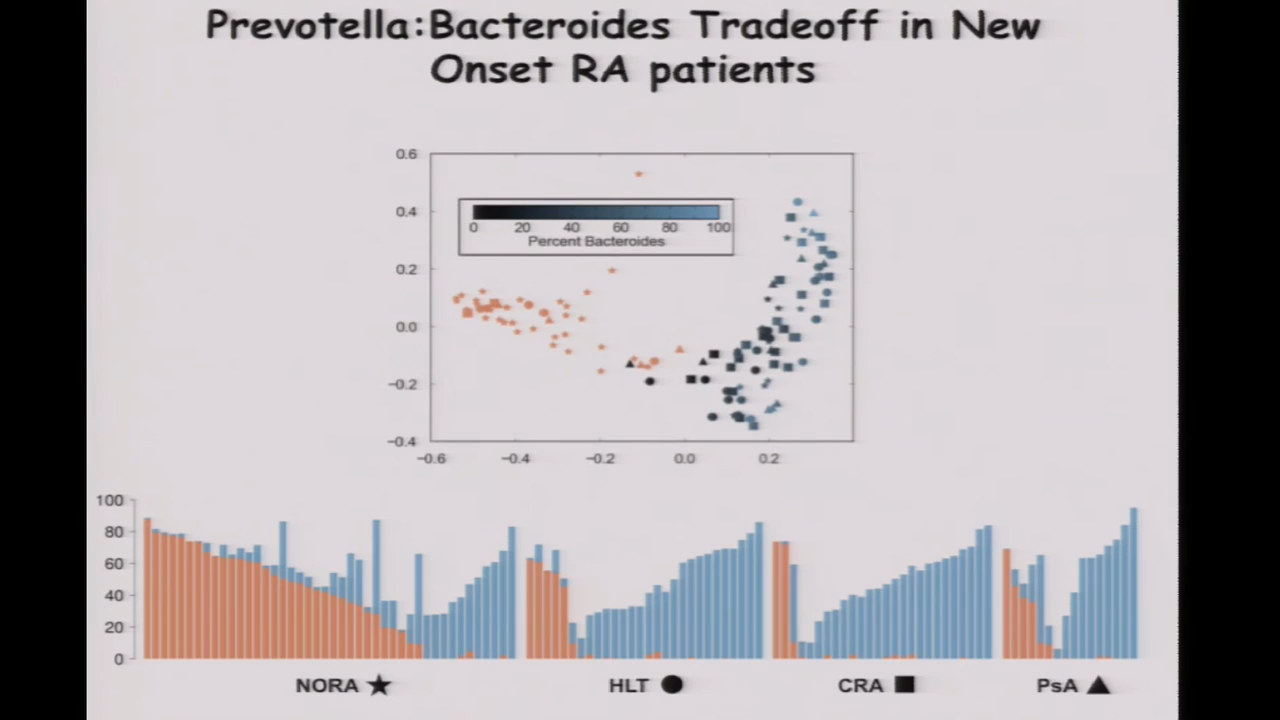 Prevotella:Bacteroides Tradeoff in New
Onset RA patients
0.6
0.4
0.2
0.0
−0.2
−0.4
0 20 40 60 80 100
Percent Bacteroides
−0.6 −0.4 −0.2 0.0 0.2
100
80
60
40
20
0
NORA HLT CRA PsA